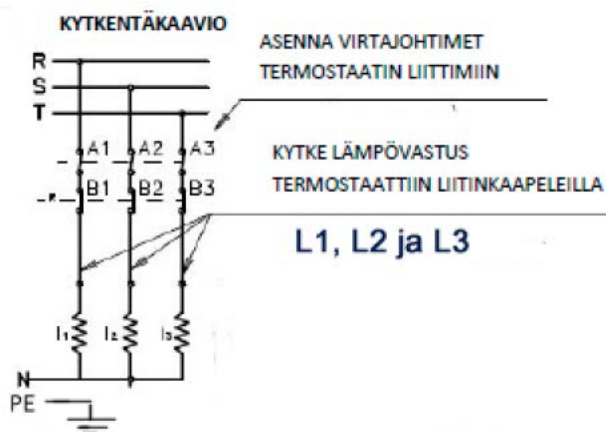 KYTKENTÄKAAVIO
ASENNA VIRTAJOHTIMET
TERMOSTAATIN LIITTIMIIN
R
S
T
A1 A2 A3
KYTKE LÄMPÖVASTUS
TERMOSTAATTIIN LIITINKAAPELEILLA
B1 B2 B3
L1, L2 ja L3
I₁ I₂ I₃
N
PE